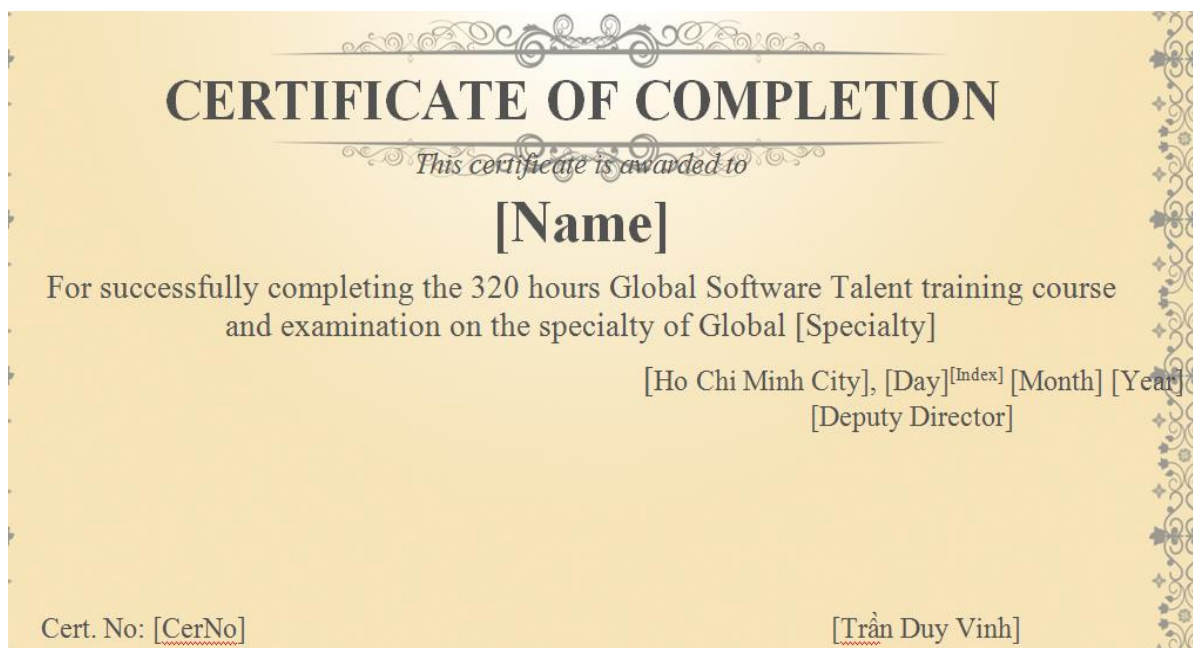 CERTIFICATE OF COMPLETION
This certificate is awarded to
[Name]
For successfully completing the 320 hours Global Software Talent training course
and examination on the specialty of Global [Specialty]
[Ho Chi Minh City], [Day][Index] [Month] [Year]
[Deputy Director]
Cert. No: [CerNo]
[Trần Duy Vinh]